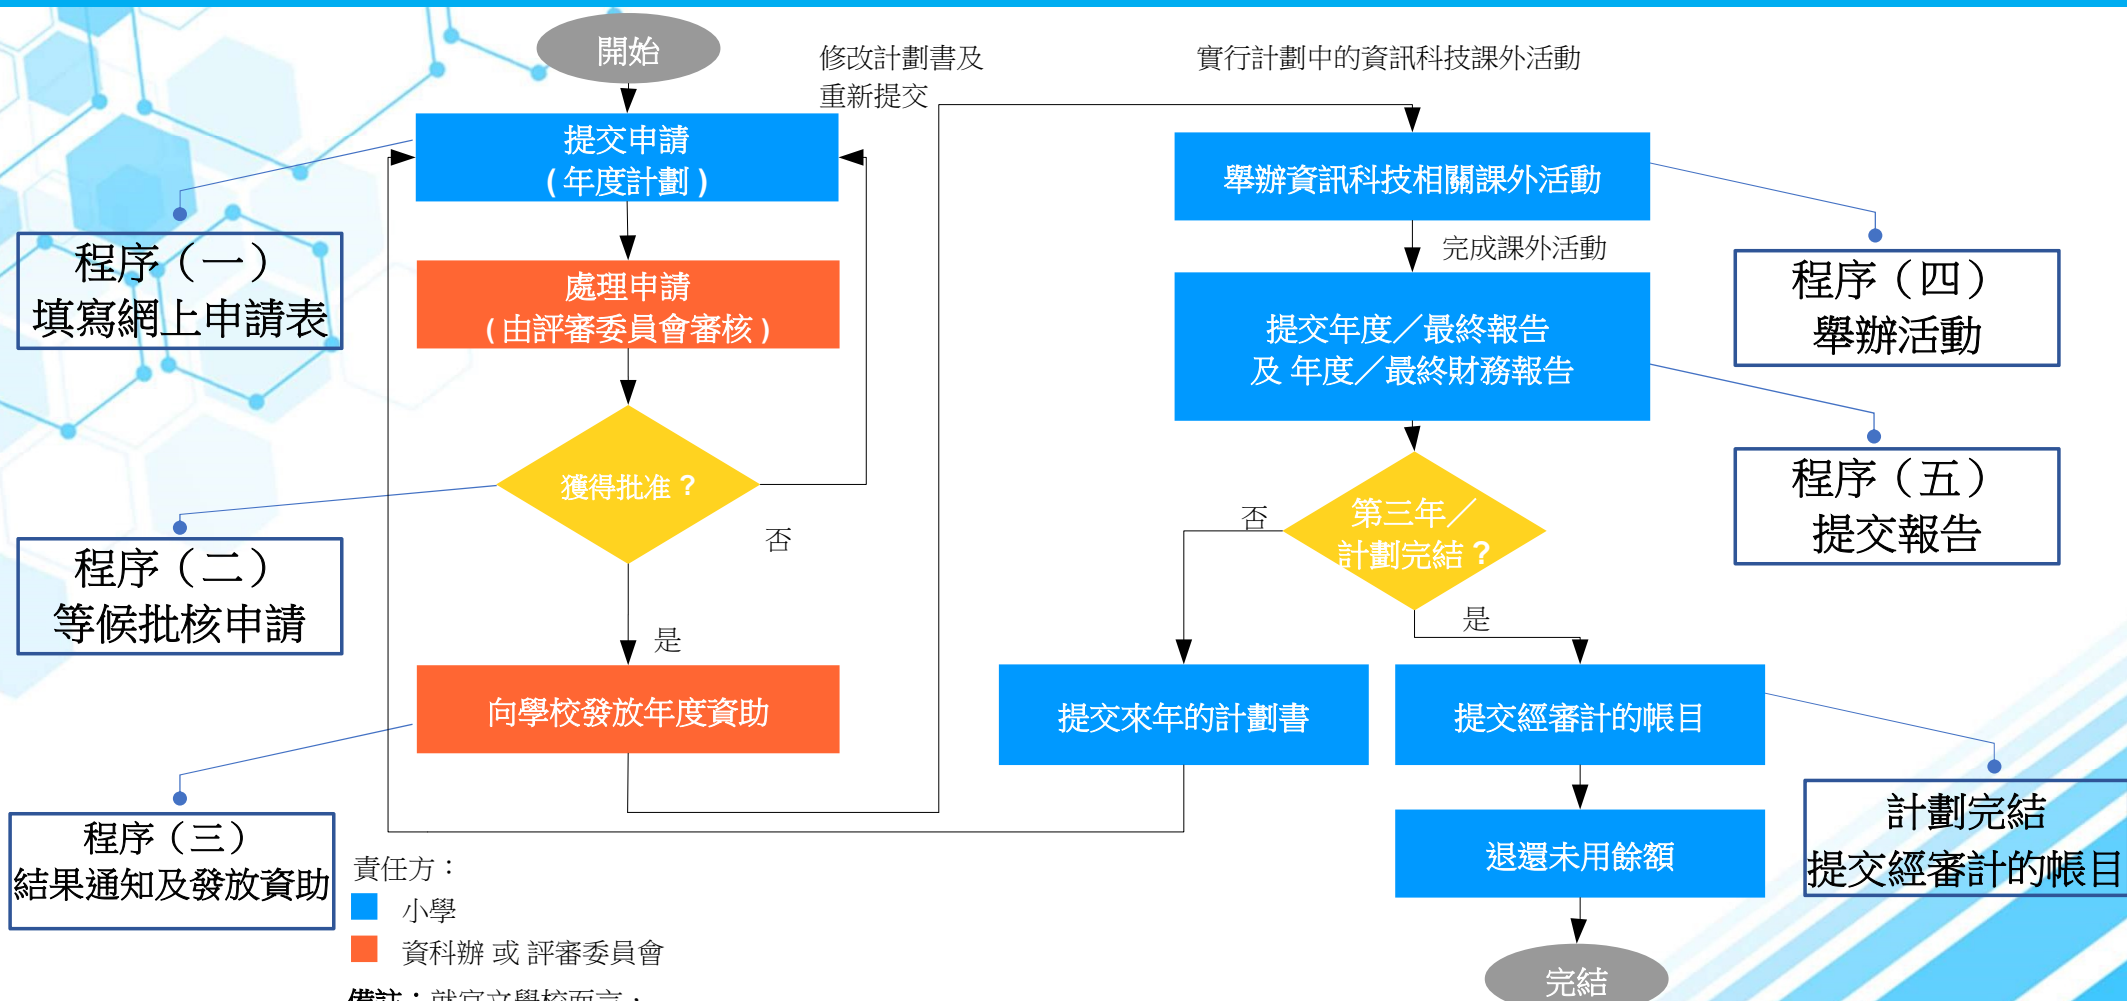 開始
修改計劃書及
重新提交
實行計劃中的資訊科技課外活動
提交申請
(年度計劃)
舉辦資訊科技相關課外活動
程序（一）
填寫網上申請表
處理申請
(由評審委員會審核)
完成課外活動
程序（四）
舉辦活動
提交年度／最終報告
及 年度／最終財務報告
獲得批准？
否
程序（二）
等候批核申請
是
第三年／
計劃完結？
否
是
程序（五）
提交報告
向學校發放年度資助
提交來年的計劃書
提交經審計的帳目
程序（三）
結果通知及發放資助
退還未用餘額
計劃完結
提交經審計的帳目
責任方：
小學
資科辦 或 評審委員會
完結
備註：就官立學校而言，